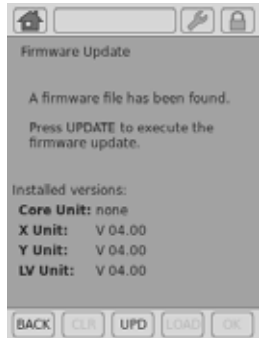 Firmware Update
A firmware file has been found.
Press UPDATE to execute the
firmware update.
Installed versions:
Core Unit: none
X Unit: V 04.00
Y Unit: V 04.00
LV Unit: V 04.00
BACK CLR UPD LOAD OK